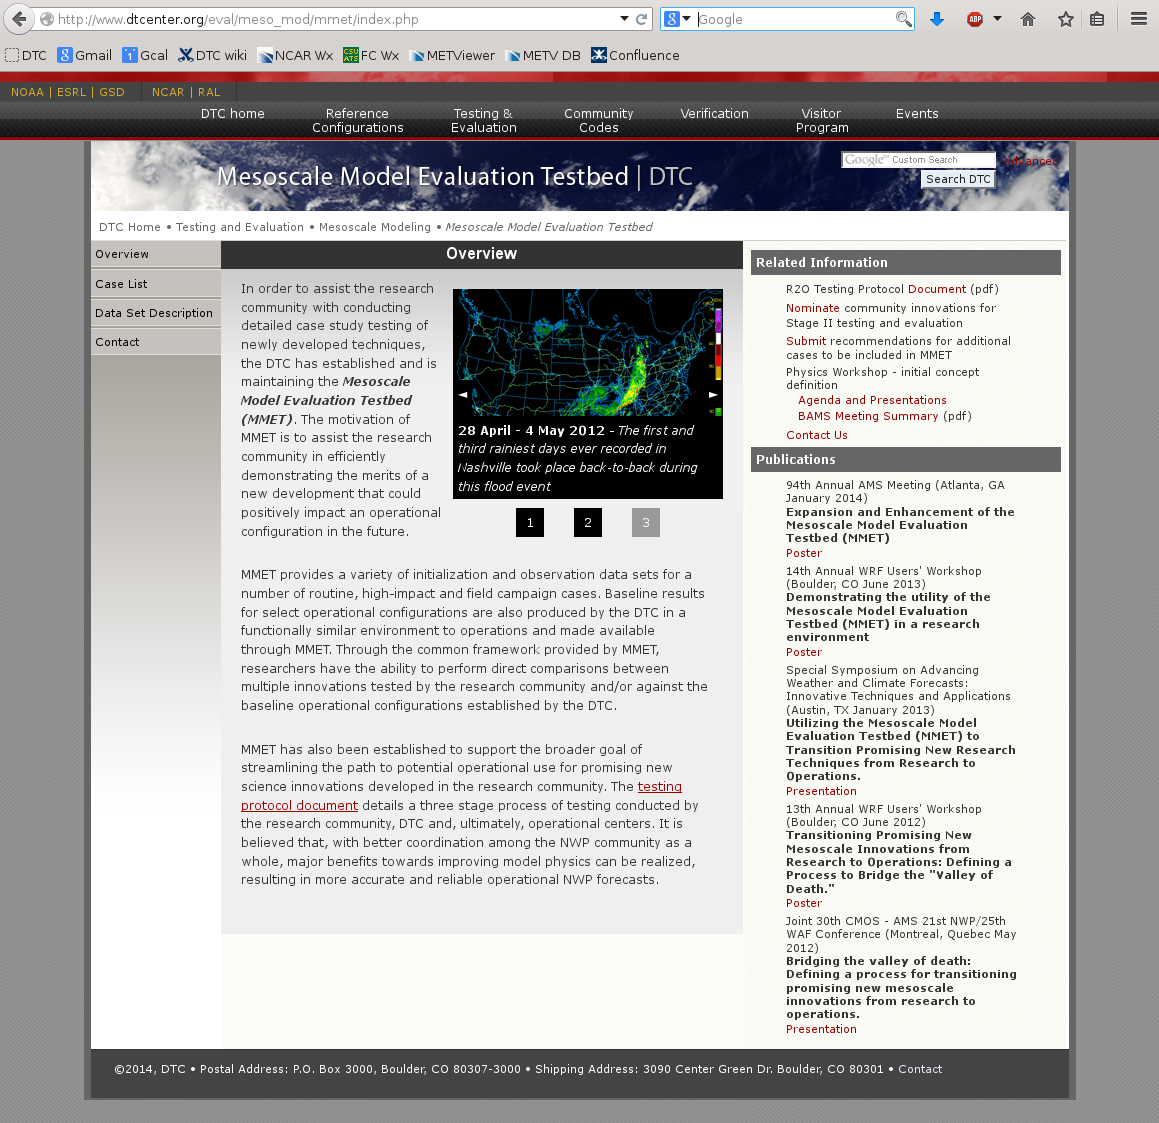 http://www.dtcenter.org/eval/meso_mod/mmet/index.php
Google
DTC Gmail Gcal DTC wiki NCAR Wx FC Wx METViewer METV DB Confluence
NOAA | ESRL | GSD NCAR | RAL
DTC home
Reference
Configurations
Testing &
Evaluation
Community
Codes
Verification
Visitor
Program
Events
Mesoscale Model Evaluation Testbed | DTC
Google™ Custom Search
Advanced
Search DTC
DTC Home • Testing and Evaluation • Mesoscale Modeling • Mesoscale Model Evaluation Testbed
Overview
Case List
Data Set Description
Contact
Overview
In order to assist the research
community with conducting
detailed case study testing of
newly developed techniques,
the DTC has established and is
maintaining the Mesoscale
Model Evaluation Testbed
(MMET). The motivation of
MMET is to assist the research
community in efficiently
demonstrating the merits of a
new development that could
positively impact an operational
configuration in the future.
28 April - 4 May 2012 - The first and
third rainiest days ever recorded in
Nashville took place back-to-back during
this flood event
1 2 3
MMET provides a variety of initialization and observation data sets for a
number of routine, high-impact and field campaign cases. Baseline results
for select operational configurations are also produced by the DTC in a
functionally similar environment to operations and made available
through MMET. Through the common framework provided by MMET,
researchers have the ability to perform direct comparisons between
multiple innovations tested by the research community and/or against the
baseline operational configurations established by the DTC.
MMET has also been established to support the broader goal of
streamlining the path to potential operational use for promising new
science innovations developed in the research community. The testing
protocol document details a three stage process of testing conducted by
the research community, DTC and, ultimately, operational centers. It is
believed that, with better coordination among the NWP community as a
whole, major benefits towards improving model physics can be realized,
resulting in more accurate and reliable operational NWP forecasts.
Related Information
R2O Testing Protocol Document (pdf)
Nominate community innovations for
Stage II testing and evaluation
Submit recommendations for additional
cases to be included in MMET
Physics Workshop - initial concept
definition
Agenda and Presentations
BAMS Meeting Summary (pdf)
Contact Us
Publications
94th Annual AMS Meeting (Atlanta, GA
January 2014)
Expansion and Enhancement of the
Mesoscale Model Evaluation
Testbed (MMET)
Poster
14th Annual WRF Users' Workshop
(Boulder, CO June 2013)
Demonstrating the utility of the
Mesoscale Model Evaluation
Testbed (MMET) in a research
environment
Poster
Special Symposium on Advancing
Weather and Climate Forecasts:
Innovative Techniques and Applications
(Austin, TX January 2013)
Utilizing the Mesoscale Model
Evaluation Testbed (MMET) to
Transition Promising New Research
Techniques from Research to
Operations.
Presentation
13th Annual WRF Users' Workshop
(Boulder, CO June 2012)
Transitioning Promising New
Mesoscale Innovations from
Research to Operations: Defining a
Process to Bridge the "Valley of
Death."
Poster
Joint 30th CMOS - AMS 21st NWP/25th
WAF Conference (Montreal, Quebec May
2012)
Bridging the valley of death:
Defining a process for transitioning
promising new mesoscale
innovations from research to
operations.
Presentation
©2014, DTC • Postal Address: P.O. Box 3000, Boulder, CO 80307-3000 • Shipping Address: 3090 Center Green Dr. Boulder, CO 80301 • Contact